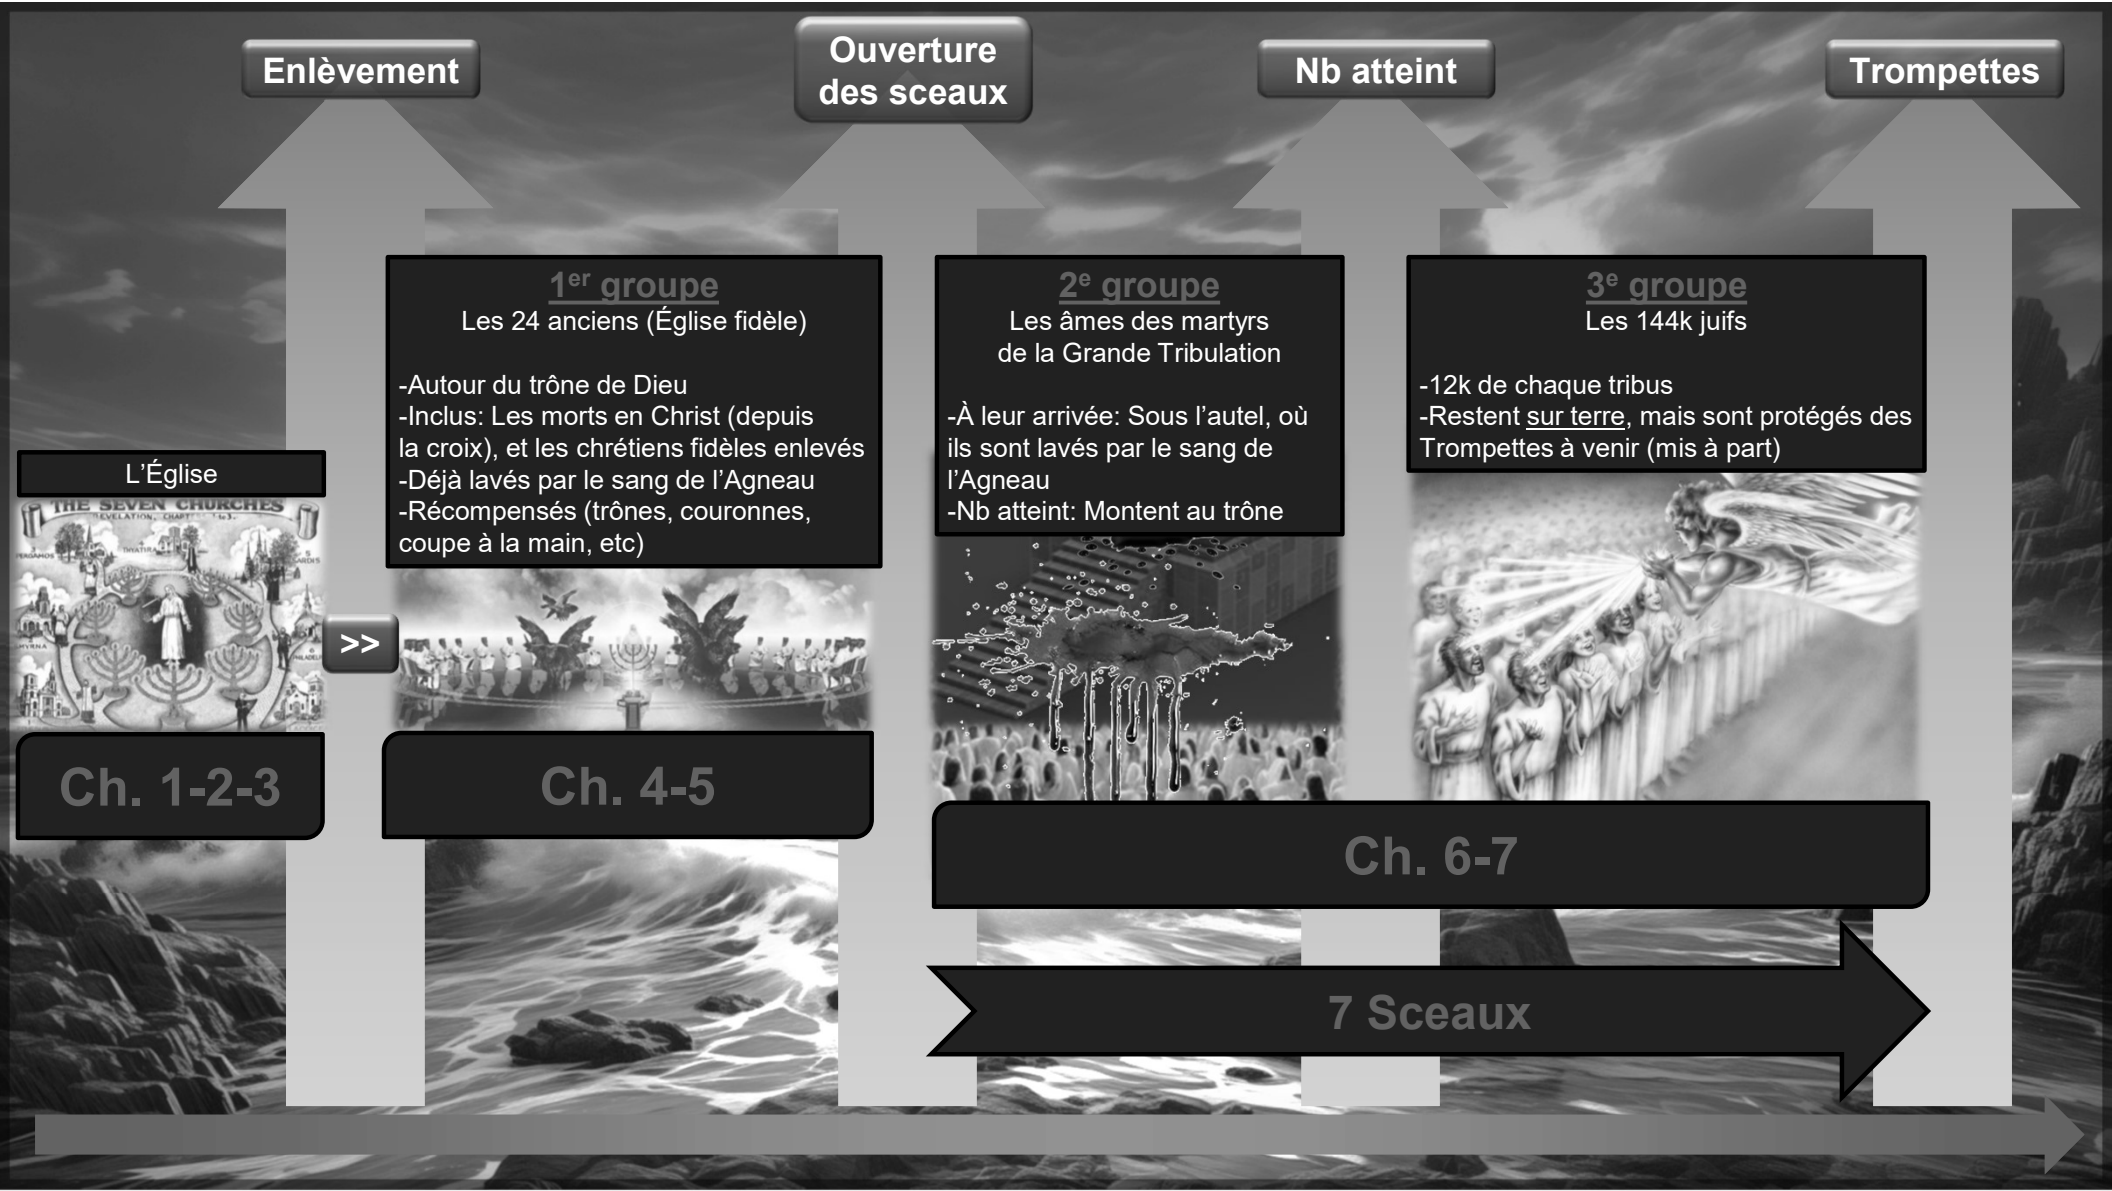 Enlèvement
Ouverture
des sceaux
Nb atteint
Trompettes
1er groupe
Les 24 anciens (Église fidèle)
-Autour du trône de Dieu
-Inclus: Les morts en Christ (depuis
la croix), et les chrétiens fidèles enlevés
-Déjà lavés par le sang de l’Agneau
-Récompensés (trônes, couronnes,
coupe à la main, etc)
2e groupe
Les âmes des martyrs
de la Grande Tribulation
-À leur arrivée: Sous l’autel, où
ils sont lavés par le sang de
l’Agneau
-Nb atteint: Montent au trône
3e groupe
Les 144k juifs
-12k de chaque tribus
-Restent sur terre, mais sont protégés des
Trompettes à venir (mis à part)
L’Église
THE SEVEN CHURCHES
THYATIRA
>>
Ch. 1-2-3
Ch. 4-5
Ch. 6-7
7 Sceaux